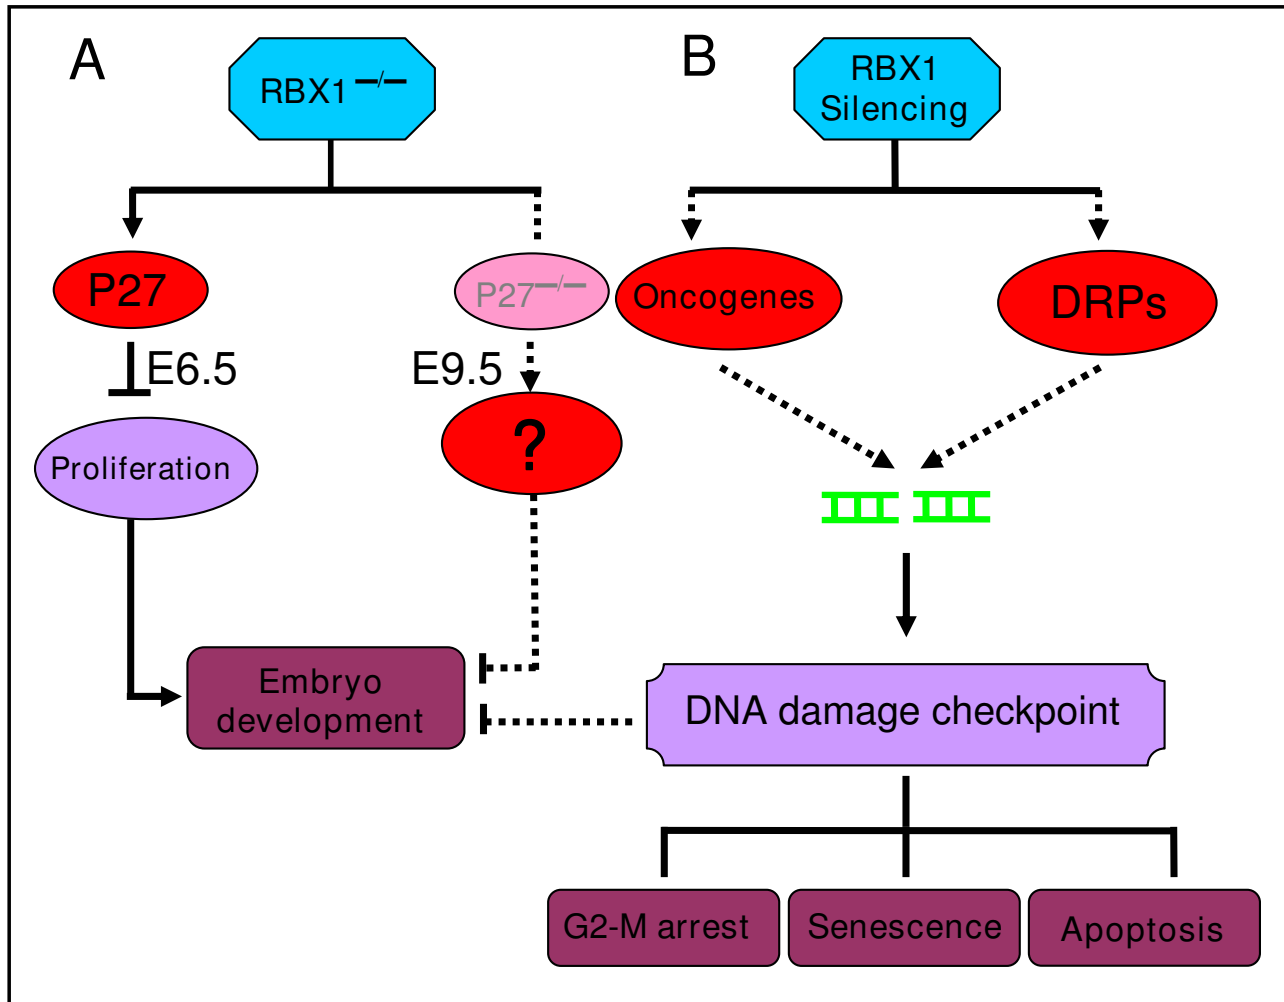 A
RBX1 −/−
P27
P27−/−
E6.5
E9.5
?
Proliferation
Embryo
development
B
RBX1
Silencing
Oncogenes
DRPs
DNA damage checkpoint
G2-M arrest
Senescence
Apoptosis